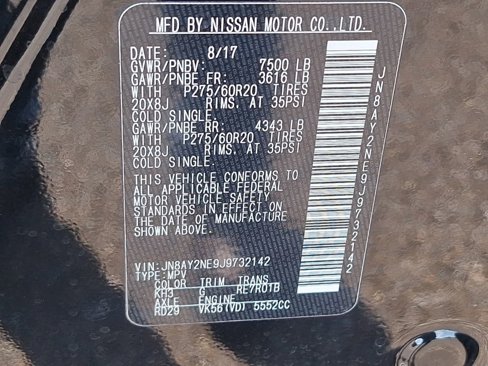 MFD BY NISSAN MOTOR CO.,LTD.
DATE: 8/17
GVWR/PNBV: 7500 LB
GAWR/PNBE FR: 3616 LB
WITH P275/60R20 TIRES
20X8J RIMS. AT 35PSI
COLD SINGLE.
GAWR/PNBE RR: 4343 LB
WITH P275/60R20 TIRES
20X8J RIMS. AT 35PSI
COLD SINGLE.
THIS VEHICLE CONFORMS TO
ALL APPLICABLE FEDERAL
MOTOR VEHICLE SAFETY
STANDARDS IN EFFECT ON
THE DATE OF MANUFACTURE
SHOWN ABOVE.
VIN:JN8AY2NE9J9732142
TYPE:MPV
COLOR TRIM TRANS
KH3 G RE7R01B
AXLE ENGINE
RD29 VK56(VD) 5552CC
JN8AY2NE9J9732142